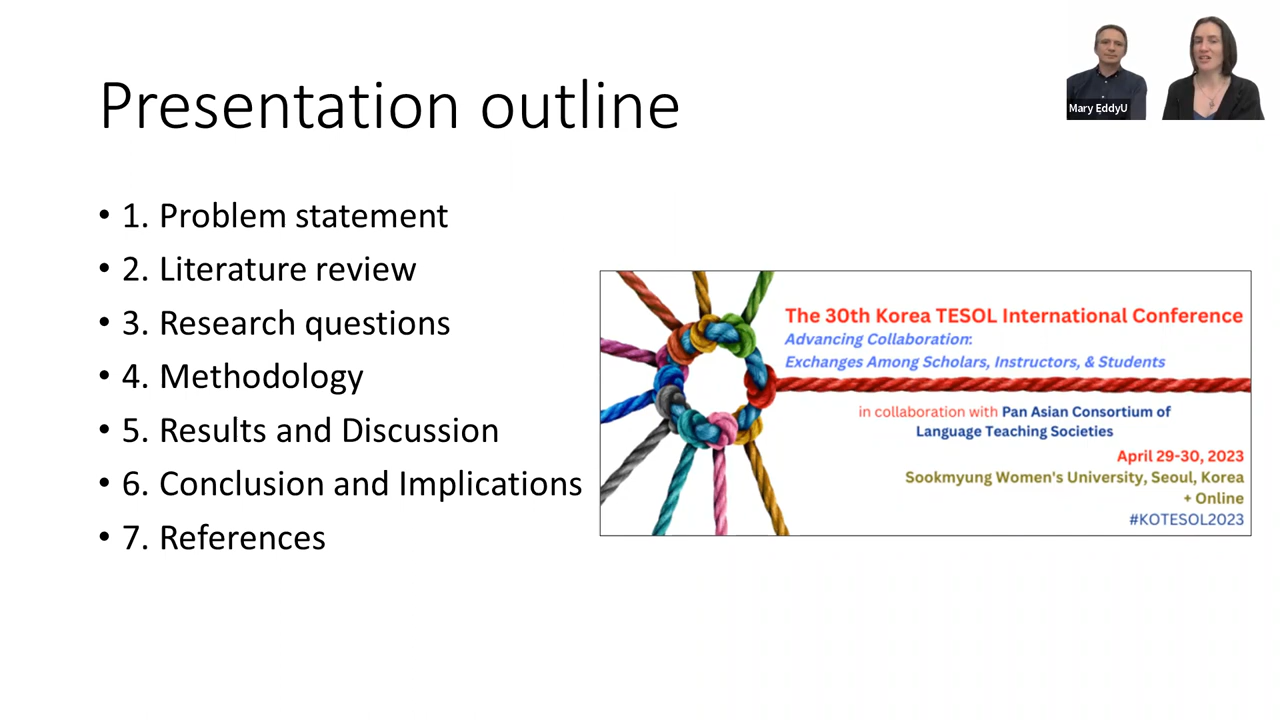 Presentation outline
Mary EddyU
• 1. Problem statement
• 2. Literature review
• 3. Research questions
• 4. Methodology
• 5. Results and Discussion
• 6. Conclusion and Implications
• 7. References
The 30th Korea TESOL International Conference
Advancing Collaboration:
Exchanges Among Scholars, Instructors, & Students
in collaboration with Pan Asian Consortium of
Language Teaching Societies
April 29-30, 2023
Sookmyung Women's University, Seoul, Korea
+ Online
#KOTESOL2023